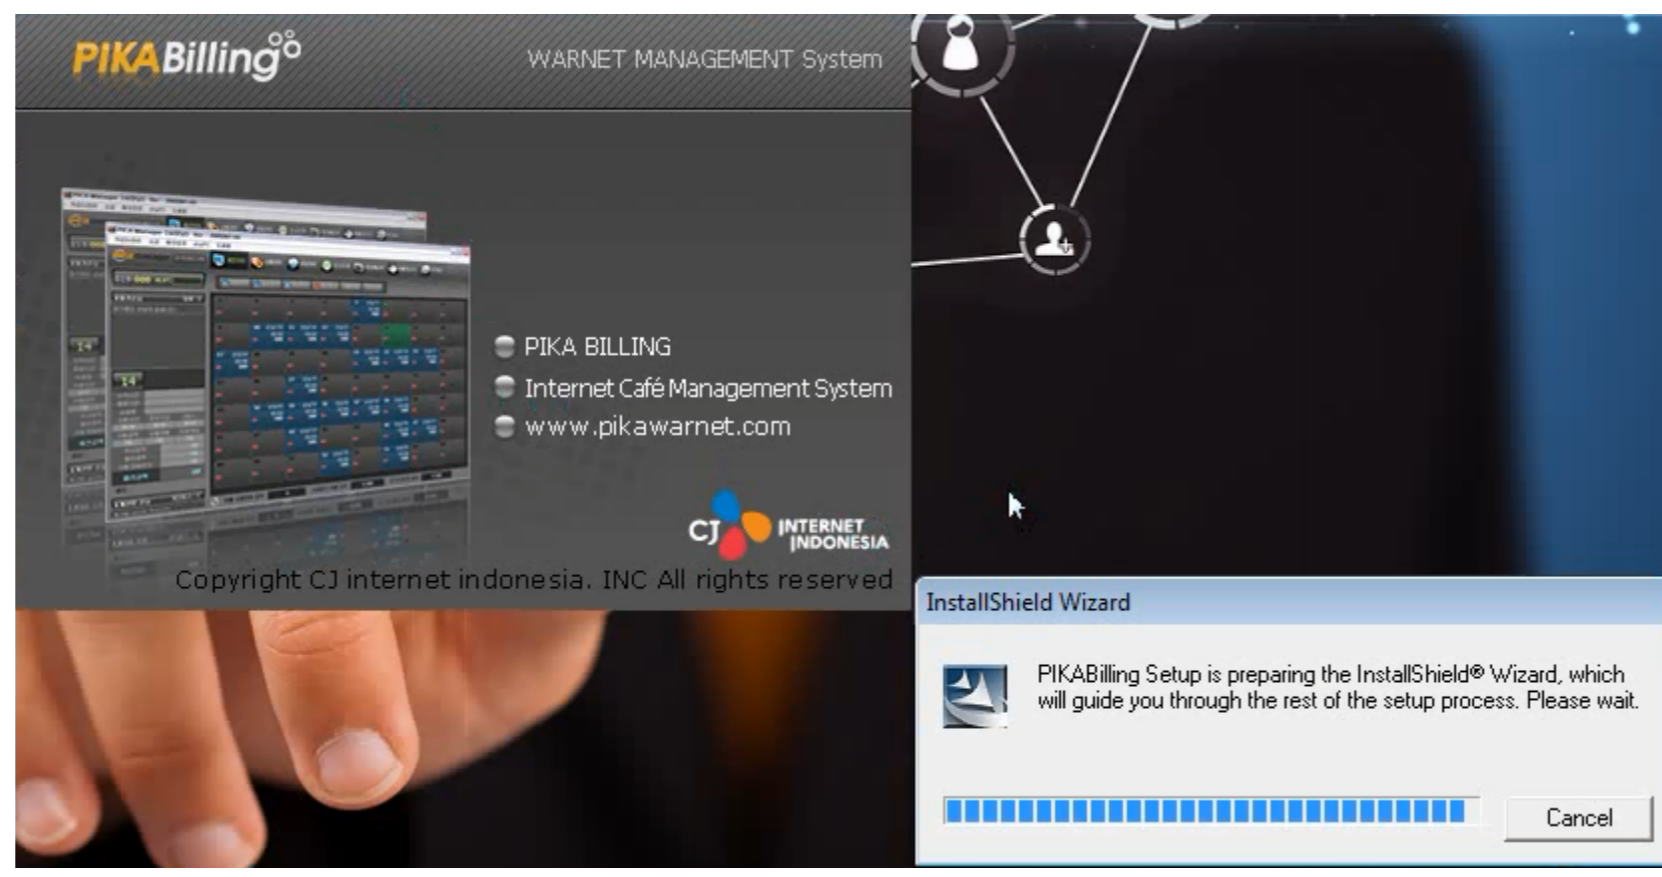 PIKABilling
WARNET MANAGEMENT System
14
14
PIKA BILLING
Internet Café Management System
www.pikawarnet.com
CJ INTERNET
INDONESIA
Copyright CJ internet indonesia. INC All rights reserved
InstallShield Wizard
PIKABilling Setup is preparing the InstallShield® Wizard, which
will guide you through the rest of the setup process. Please wait.
Cancel